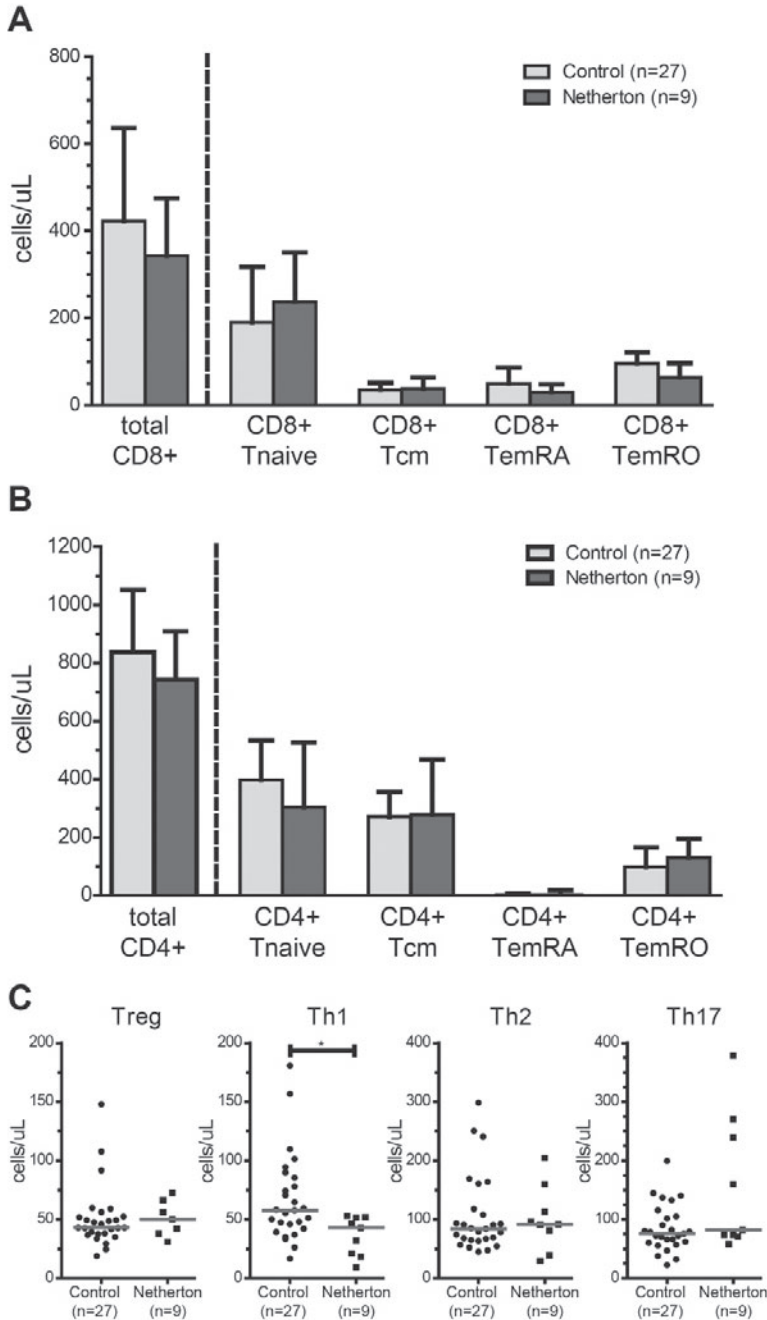 A
800
600
400
200
0
cells/uL
Control (n=27)
Netherton (n=9)
total
CD8+
CD8+
Tnaive
CD8+
Tcm
CD8+
TemRA
CD8+
TemRO
B
1200
1000
800
600
400
200
0
cells/uL
Control (n=27)
Netherton (n=9)
total
CD4+
CD4+
Tnaive
CD4+
Tcm
CD4+
TemRA
CD4+
TemRO
C
Treg
200
150
100
50
0
cells/uL
Control
(n=27)
Netherton
(n=9)
Th1
*
200
150
100
50
0
cells/uL
Control
(n=27)
Netherton
(n=9)
Th2
400
300
200
100
0
cells/uL
Control
(n=27)
Netherton
(n=9)
Th17
400
300
200
100
0
cells/uL
Control
(n=27)
Netherton
(n=9)